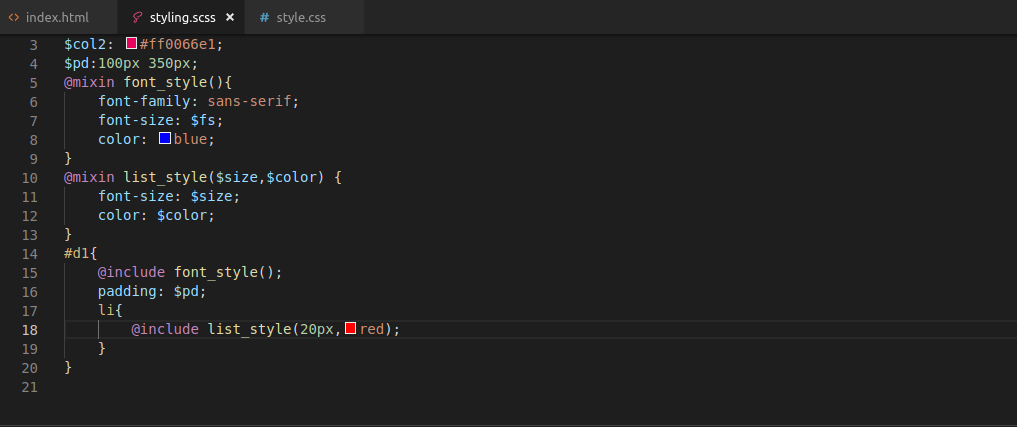 index.html styling.scss × # style.css
3 $col2: #ff0066e1;
4 $pd:100px 350px;
5 @mixin font_style(){
6     font-family: sans-serif;
7     font-size: $fs;
8     color: blue;
9 }
10 @mixin list_style($size,$color) {
11     font-size: $size;
12     color: $color;
13 }
14 #d1{
15     @include font_style();
16     padding: $pd;
17     li{
18         @include list_style(20px,red);
19     }
20 }
21